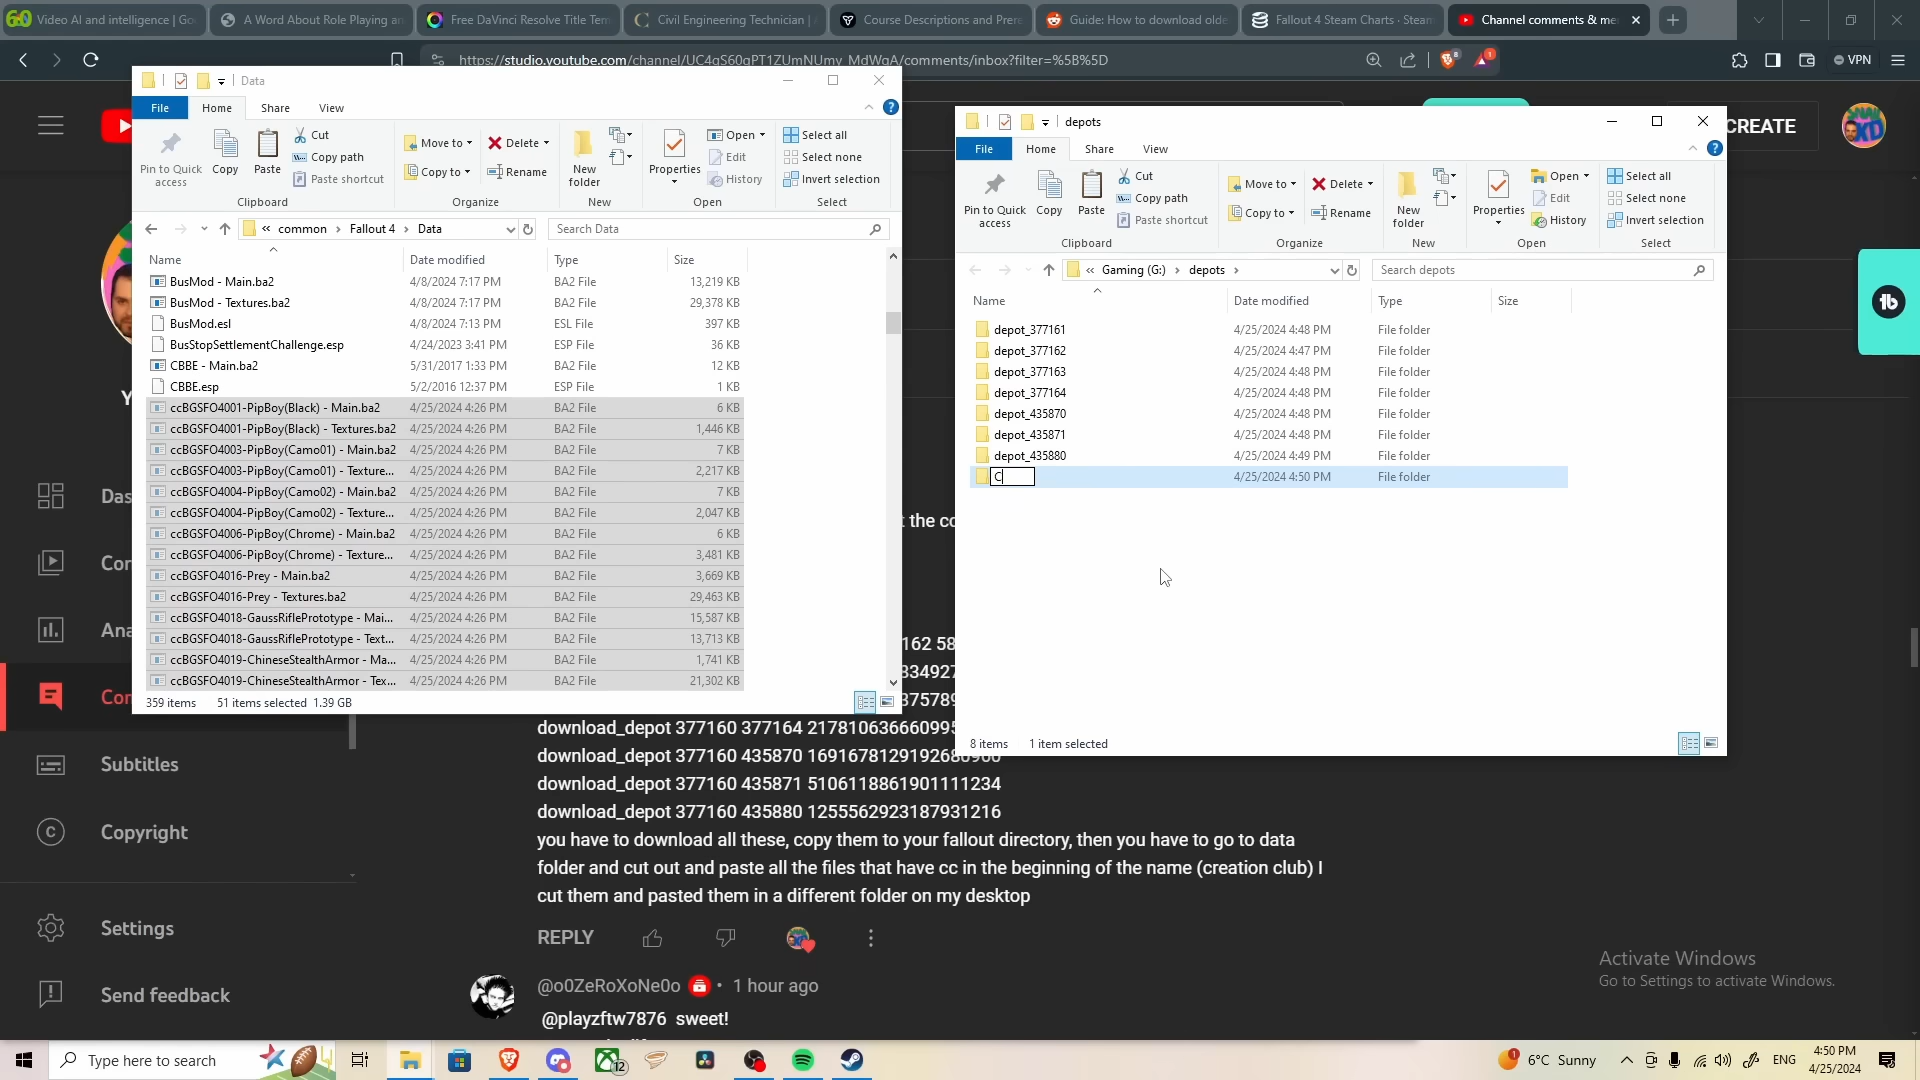 Video AI and intelligence | Go
A Word About Role Playing an
Free DaVinci Resolve Title Tem
Civil Engineering Technician |
Course Descriptions and Prere
Guide: How to download olde
Fallout 4 Steam Charts · Steam
Channel comments & me
https://studio.youtube.com/channel/UC4gS60qPT1ZUmNUmv_MdWgA/comments/inbox?filter=%5B%5D
VPN
CREATE
Data
File Home Share View
Pin to Quick access
Copy
Paste
Cut
Copy path
Paste shortcut
Clipboard
Move to
Copy to
Delete
Rename
Organize
New folder
New
Properties
Open
Edit
History
Open
Select all
Select none
Invert selection
Select
« common › Fallout 4 › Data
Search Data
Name Date modified Type Size
BusMod - Main.ba2 4/8/2024 7:17 PM BA2 File 13,219 KB
BusMod - Textures.ba2 4/8/2024 7:17 PM BA2 File 29,378 KB
BusMod.esl 4/8/2024 7:13 PM ESL File 397 KB
BusStopSettlementChallenge.esp 4/24/2023 3:41 PM ESP File 36 KB
CBBE - Main.ba2 5/31/2017 1:33 PM BA2 File 12 KB
CBBE.esp 5/2/2016 12:37 PM ESP File 1 KB
ccBGSFO4001-PipBoy(Black) - Main.ba2 4/25/2024 4:26 PM BA2 File 6 KB
ccBGSFO4001-PipBoy(Black) - Textures.ba2 4/25/2024 4:26 PM BA2 File 1,446 KB
ccBGSFO4003-PipBoy(Camo01) - Main.ba2 4/25/2024 4:26 PM BA2 File 7 KB
ccBGSFO4003-PipBoy(Camo01) - Texture... 4/25/2024 4:26 PM BA2 File 2,217 KB
ccBGSFO4004-PipBoy(Camo02) - Main.ba2 4/25/2024 4:26 PM BA2 File 7 KB
ccBGSFO4004-PipBoy(Camo02) - Texture... 4/25/2024 4:26 PM BA2 File 2,047 KB
ccBGSFO4006-PipBoy(Chrome) - Main.ba2 4/25/2024 4:26 PM BA2 File 6 KB
ccBGSFO4006-PipBoy(Chrome) - Texture... 4/25/2024 4:26 PM BA2 File 3,481 KB
ccBGSFO4016-Prey - Main.ba2 4/25/2024 4:26 PM BA2 File 3,669 KB
ccBGSFO4016-Prey - Textures.ba2 4/25/2024 4:26 PM BA2 File 29,463 KB
ccBGSFO4018-GaussRiflePrototype - Mai... 4/25/2024 4:26 PM BA2 File 15,587 KB
ccBGSFO4018-GaussRiflePrototype - Text... 4/25/2024 4:26 PM BA2 File 13,713 KB
ccBGSFO4019-ChineseStealthArmor - Ma... 4/25/2024 4:26 PM BA2 File 1,741 KB
ccBGSFO4019-ChineseStealthArmor - Tex... 4/25/2024 4:26 PM BA2 File 21,302 KB
359 items 51 items selected 1.39 GB
depots
File Home Share View
Pin to Quick access
Copy
Paste
Cut
Copy path
Paste shortcut
Clipboard
Move to
Copy to
Delete
Rename
Organize
New folder
New
Properties
Open
Edit
History
Open
Select all
Select none
Invert selection
Select
« Gaming (G:) › depots ›
Search depots
Name Date modified Type Size
depot_377161 4/25/2024 4:48 PM File folder
depot_377162 4/25/2024 4:47 PM File folder
depot_377163 4/25/2024 4:48 PM File folder
depot_377164 4/25/2024 4:48 PM File folder
depot_435870 4/25/2024 4:48 PM File folder
depot_435871 4/25/2024 4:48 PM File folder
depot_435880 4/25/2024 4:49 PM File folder
C 4/25/2024 4:50 PM File folder
8 items 1 item selected
Y
Das
Cor
Ana
Con
Subtitles
Copyright
Settings
Send feedback
t the co
162 58
334927
375789
download_depot 377160 377164 217810636660995
download_depot 377160 435870 1691678129192680960
download_depot 377160 435871 5106118861901111234
download_depot 377160 435880 1255562923187931216
you have to download all these, copy them to your fallout directory, then you have to go to data
folder and cut out and paste all the files that have cc in the beginning of the name (creation club) I
cut them and pasted them in a different folder on my desktop
REPLY
@o0ZeRoXoNe0o • 1 hour ago
@playzftw7876 sweet!
Activate Windows
Go to Settings to activate Windows.
Type here to search
12
1
6°C Sunny
ENG
4:50 PM
4/25/2024